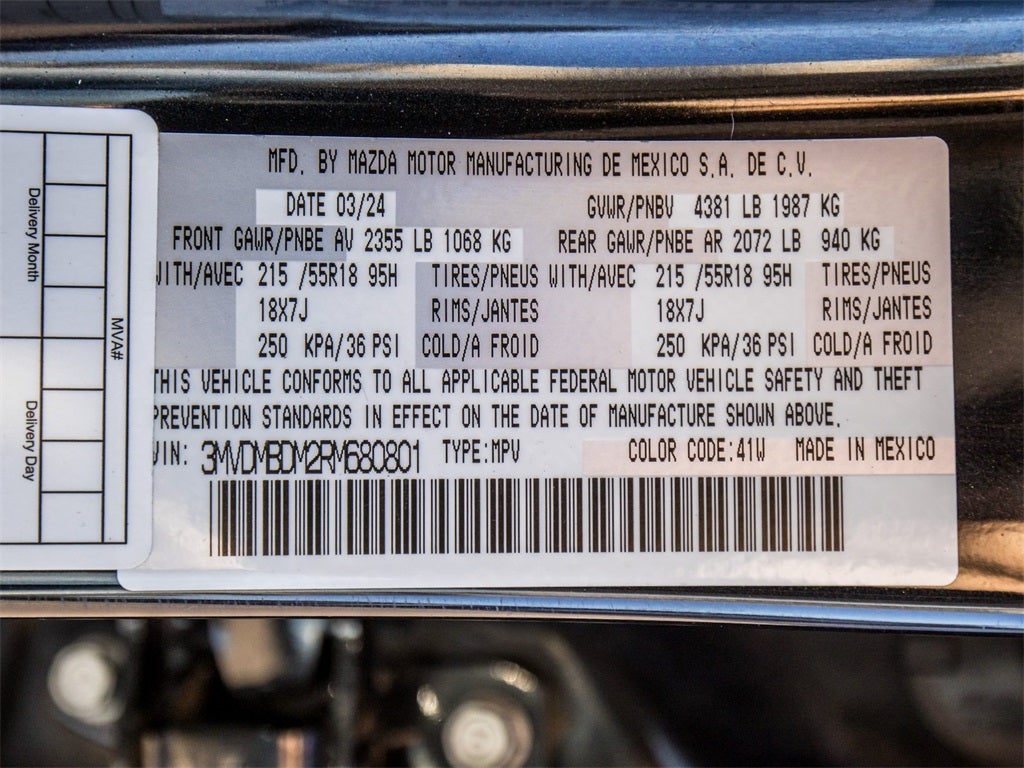 MFD. BY MAZDA MOTOR MANUFACTURING DE MEXICO S.A. DE C.V.
DATE 03/24 GVWR/PNBV 4381 LB 1987 KG
FRONT GAWR/PNBE AV 2355 LB 1068 KG REAR GAWR/PNBE AR 2072 LB 940 KG
WITH/AVEC 215 /55R18 95H TIRES/PNEUS WITH/AVEC 215 /55R18 95H TIRES/PNEUS
18X7J RIMS/JANTES 18X7J RIMS/JANTES
250 KPA/36 PSI COLD/A FROID 250 KPA/36 PSI COLD/A FROID
THIS VEHICLE CONFORMS TO ALL APPLICABLE FEDERAL MOTOR VEHICLE SAFETY AND THEFT
PREVENTION STANDARDS IN EFFECT ON THE DATE OF MANUFACTURE SHOWN ABOVE.
VIN: 3MVDMBDM2RM680801 TYPE:MPV COLOR CODE:41W MADE IN MEXICO
MVA#
Delivery Month
Delivery Day